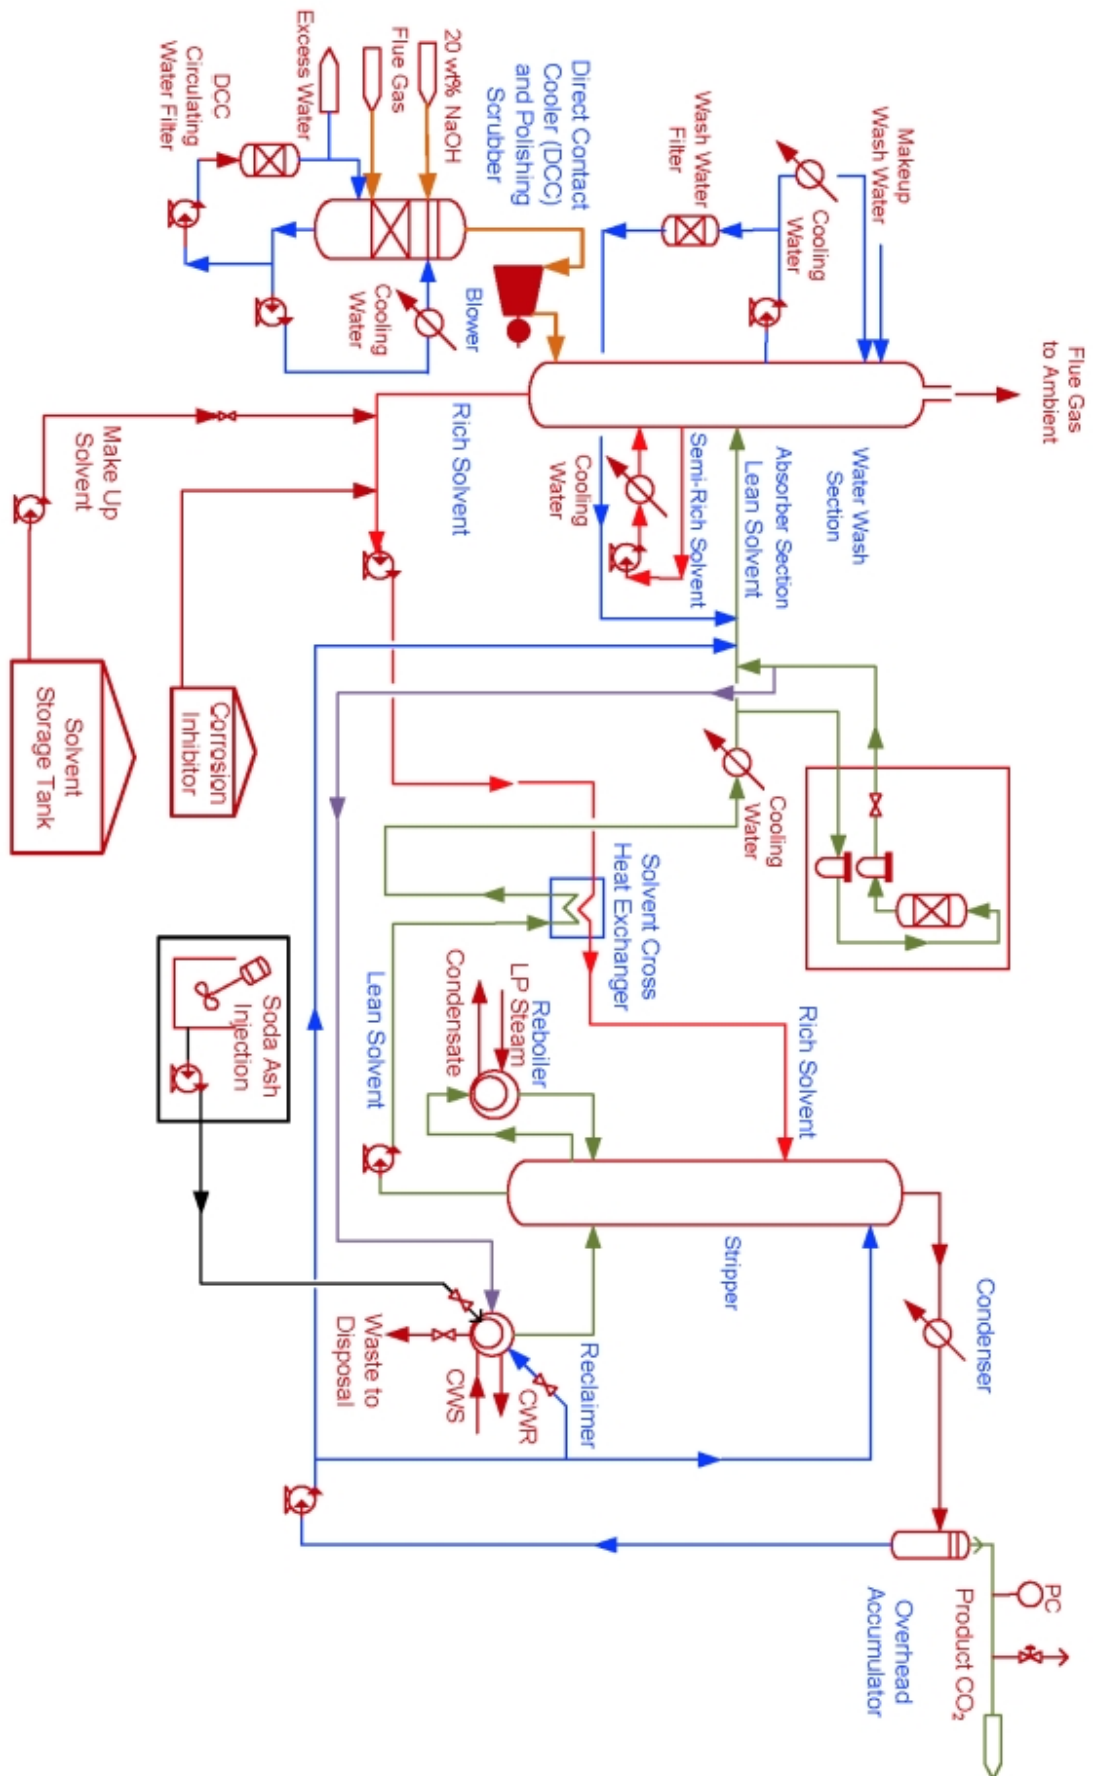 Flue Gas
to Ambient
Makeup
Wash Water
Cooling
Water
Wash Water
Filter
Water Wash
Section
Absorber Section
Lean Solvent
Semi-Rich Solvent
Cooling
Water
Direct Contact
Cooler (DCC)
and Polishing
Scrubber
20 wt% NaOH
Flue Gas
Excess Water
DCC
Circulating
Water Filter
Blower
Cooling
Water
Rich Solvent
Make Up
Solvent
Solvent
Storage Tank
Corrosion
Inhibitor
Cooling
Water
Solvent Cross
Heat Exchanger
Rich Solvent
Reboiler
LP Steam
Condensate
Lean Solvent
Soda Ash
Injection
Stripper
Condenser
Reclaimer
CWR
CWS
Waste to
Disposal
Overhead
Accumulator
Product CO₂
PC